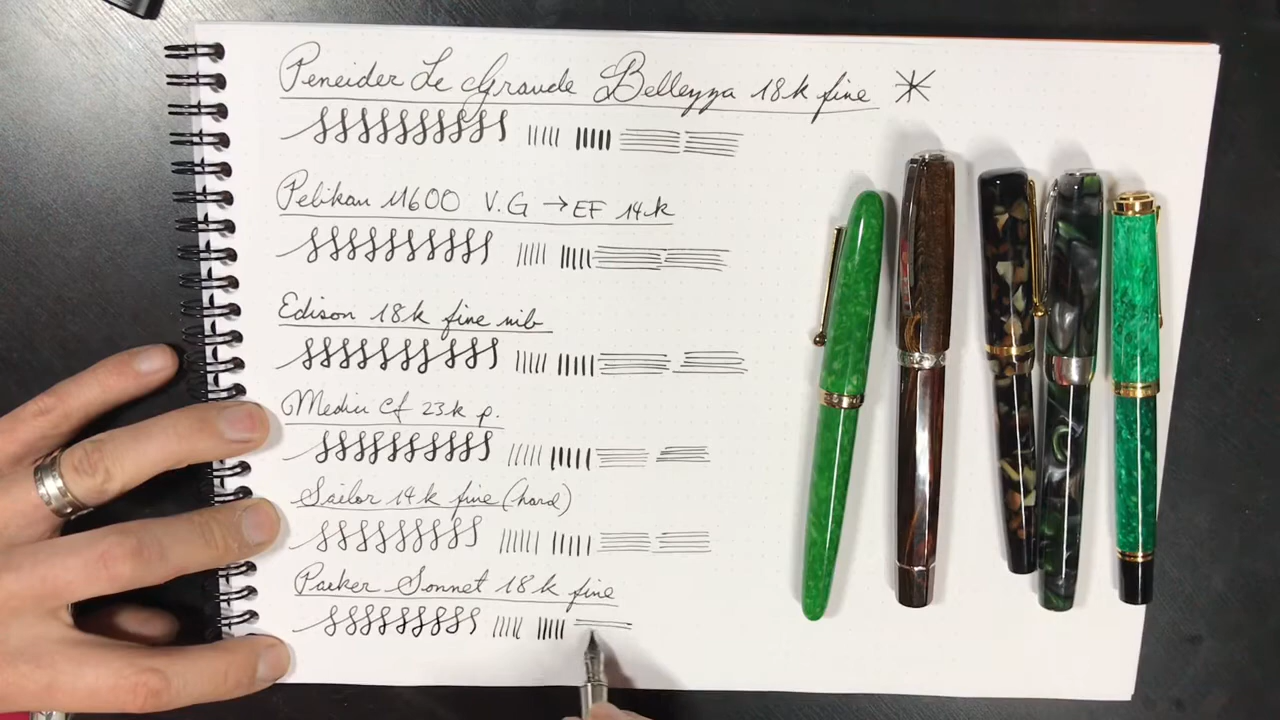 Peneider Le Grande Bellezza 18k fine
Pelikan M600 V.G → EF 14k
Edison 18k fine nib
Medici cf 23k p.
Sailor 14k fine (hard)
Parker Sonnet 18k fine